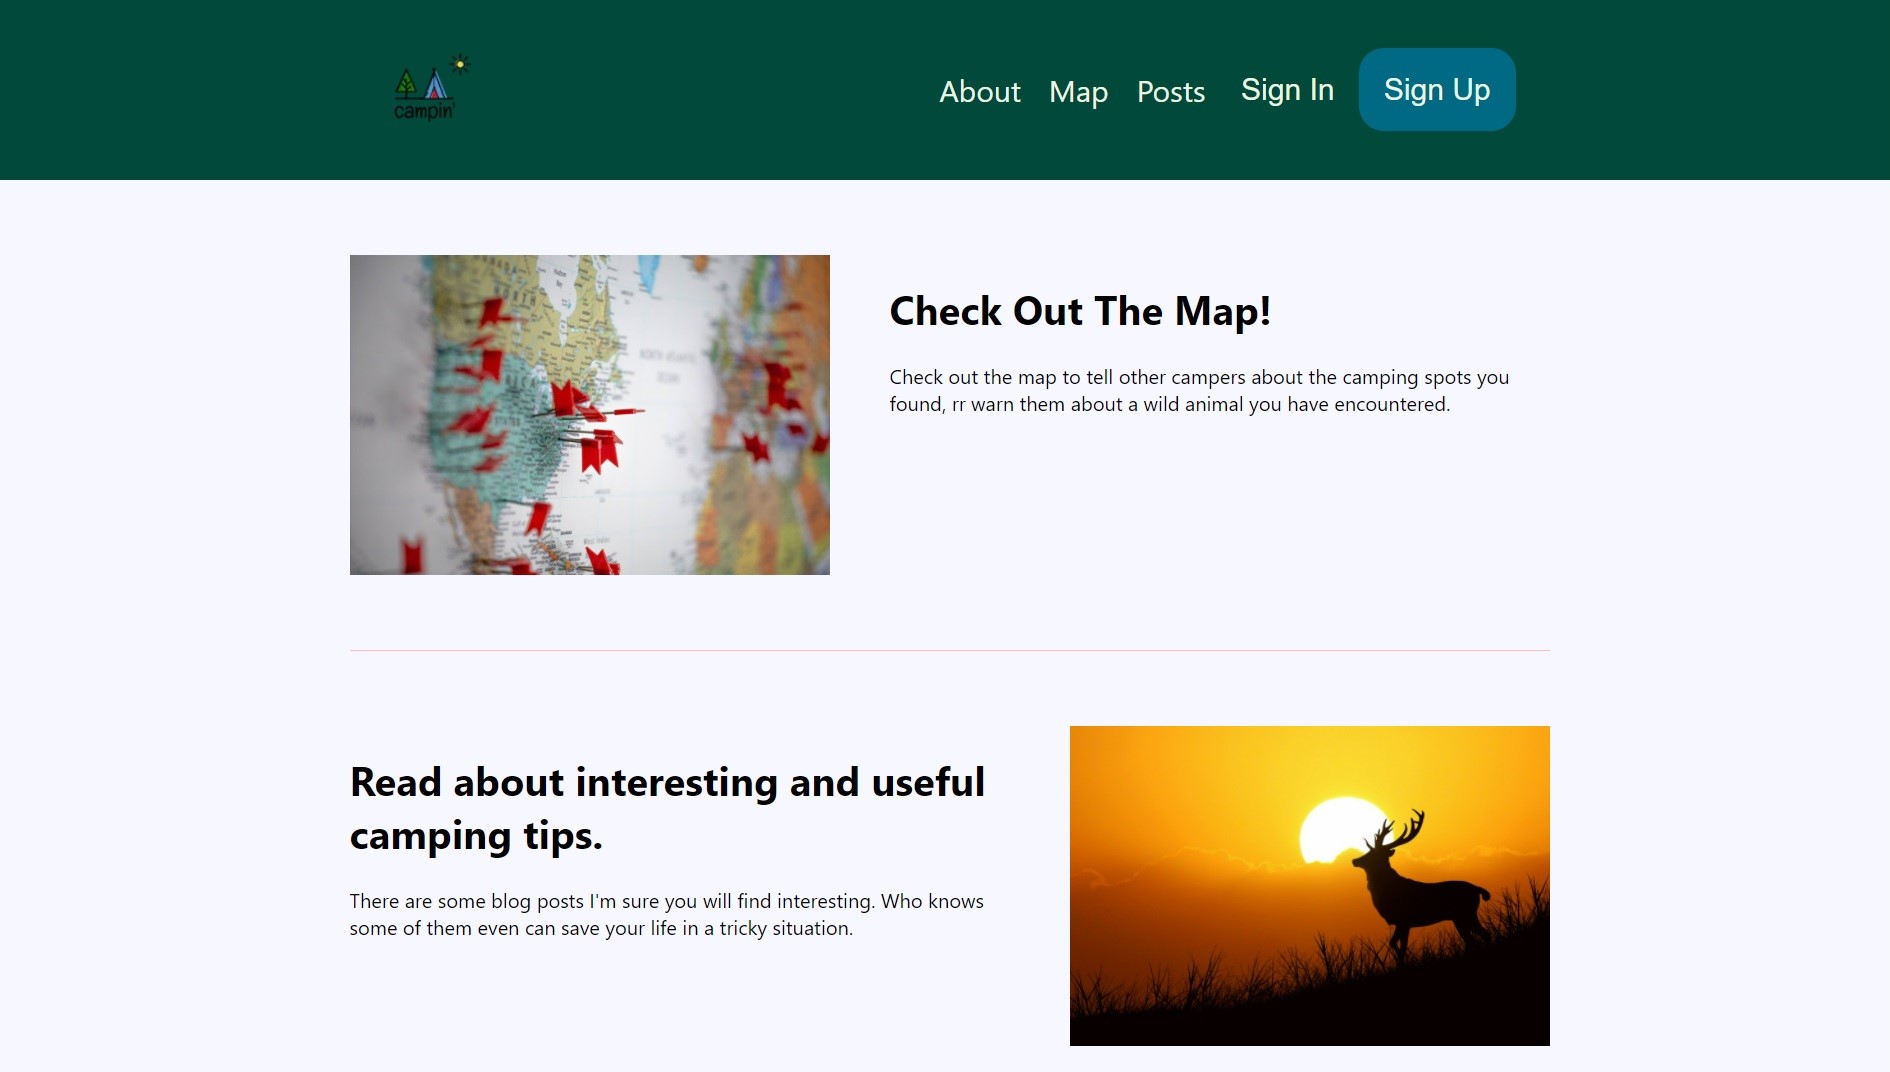 campin'
About Map Posts Sign In Sign Up
Check Out The Map!
Check out the map to tell other campers about the camping spots you
found, rr warn them about a wild animal you have encountered.
Read about interesting and useful
camping tips.
There are some blog posts I'm sure you will find interesting. Who knows
some of them even can save your life in a tricky situation.